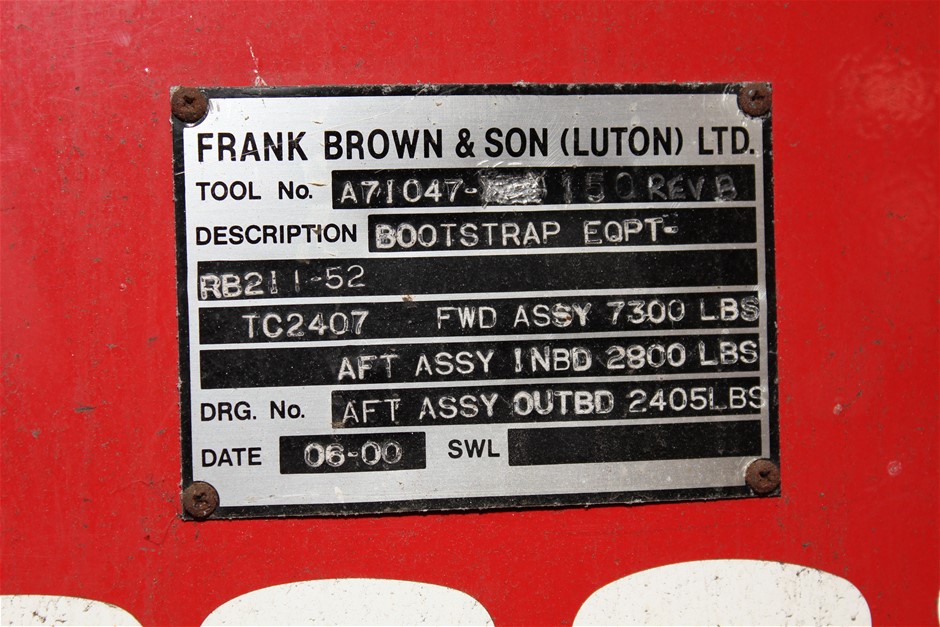 FRANK BROWN & SON (LUTON) LTD.
TOOL No. A71047- 150 REV B
DESCRIPTION BOOTSTRAP EQPT-
RB211-52
TC2407 FWD ASSY 7300 LBS
AFT ASSY INBD 2800 LBS
DRG. No. AFT ASSY OUTBD 2405LBS
DATE 06-00 SWL